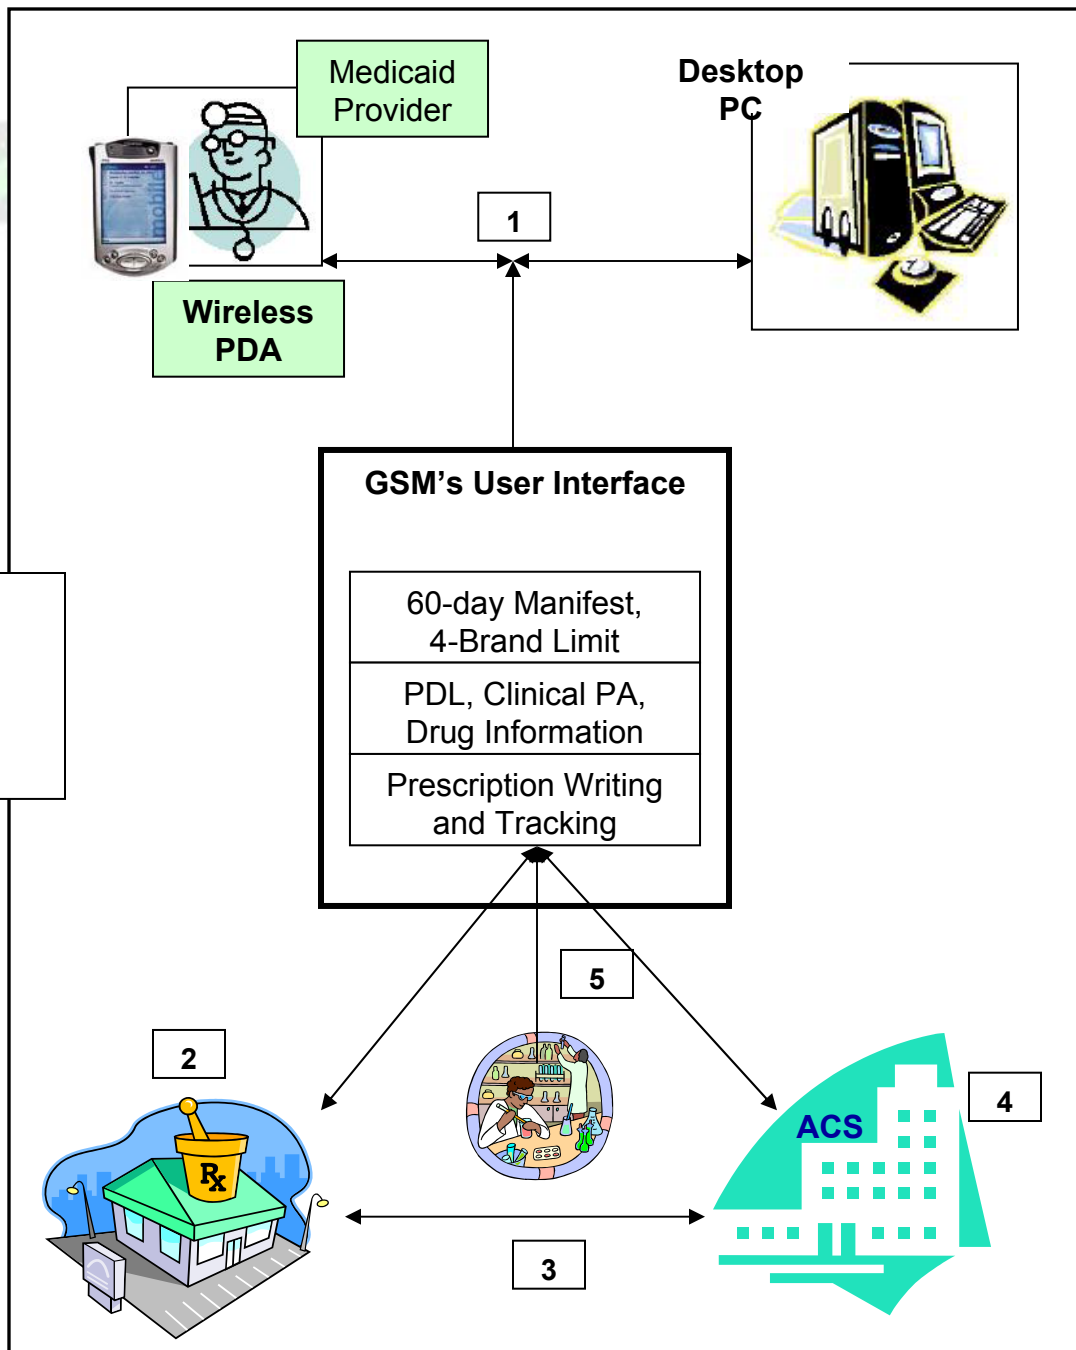 Medicaid
Provider
Desktop
PC
1
Wireless
PDA
GSM’s User Interface
60-day Manifest,
4-Brand Limit
PDL, Clinical PA,
Drug Information
Prescription Writing
and Tracking
5
2
4
ACS
Rx
3